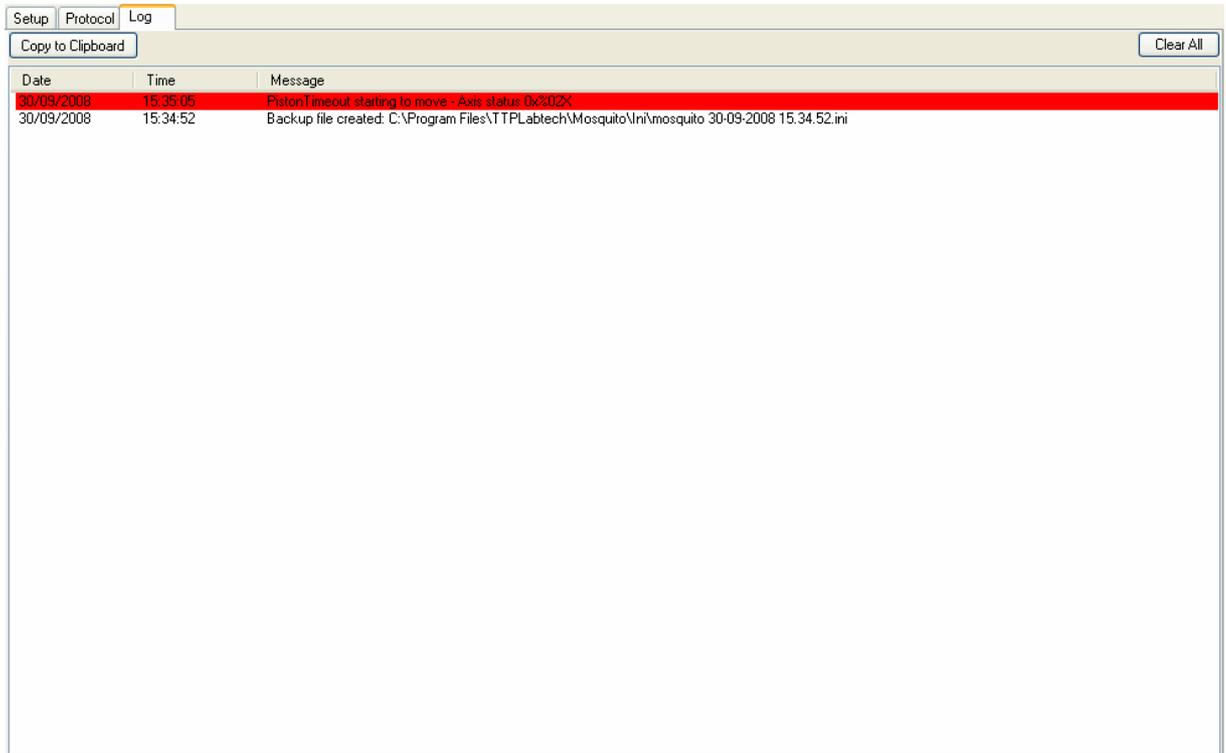 Setup Protocol Log
Copy to Clipboard Clear All
Date Time Message
30/09/2008 15:35:05 PistonTimeout starting to move - Axis status 0x%02X
30/09/2008 15:34:52 Backup file created: C:\Program Files\TTPLabtech\Mosquito\Ini\mosquito 30-09-2008 15.34.52.ini